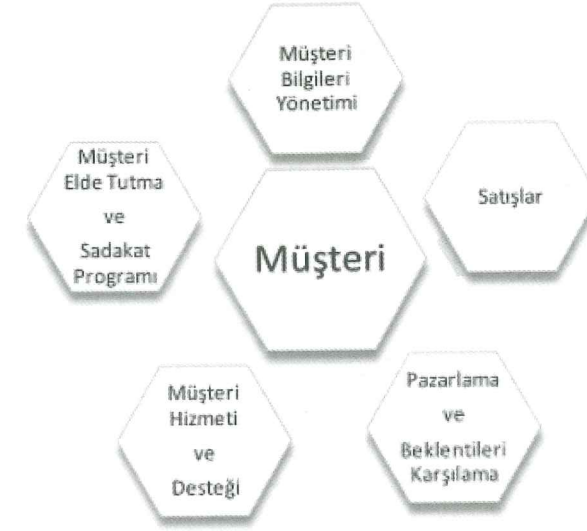 Müşteri
Bilgileri
Yönetimi
Müşteri
Elde Tutma
ve
Sadakat
Programı
Satışlar
Müşteri
Müşteri
Hizmeti
ve
Desteği
Pazarlama
ve
Beklentileri
Karşılama